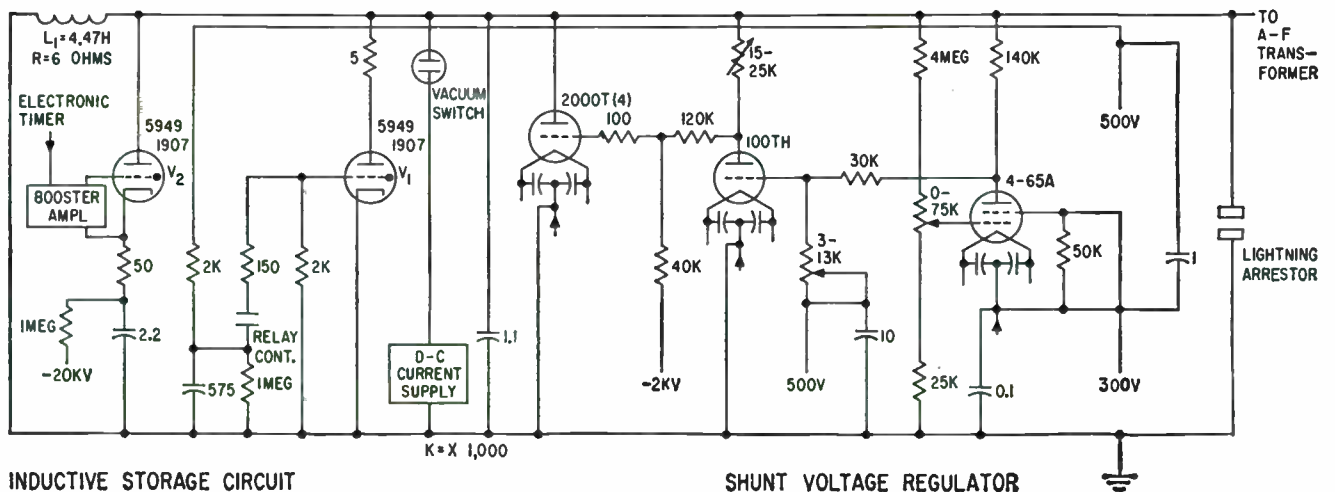 L1=4.47H
R=6 OHMS
ELECTRONIC
TIMER
5949
1907
V2
BOOSTER
AMPL
50
1MEG
2.2
-20KV
2K
575
150
RELAY
CONT.
1MEG
2K
5
5949
1907
V1
VACUUM
SWITCH
D-C
CURRENT
SUPPLY
1.1
K=X 1,000
2000T(4)
100
120K
40K
-2KV
15-
25K
100TH
30K
3-
13K
10
500V
4MEG
0-
75K
25K
140K
4-65A
50K
0.1
500V
1
300V
TO
A-F
TRANS-
FORMER
LIGHTNING
ARRESTOR
INDUCTIVE STORAGE CIRCUIT
SHUNT VOLTAGE REGULATOR